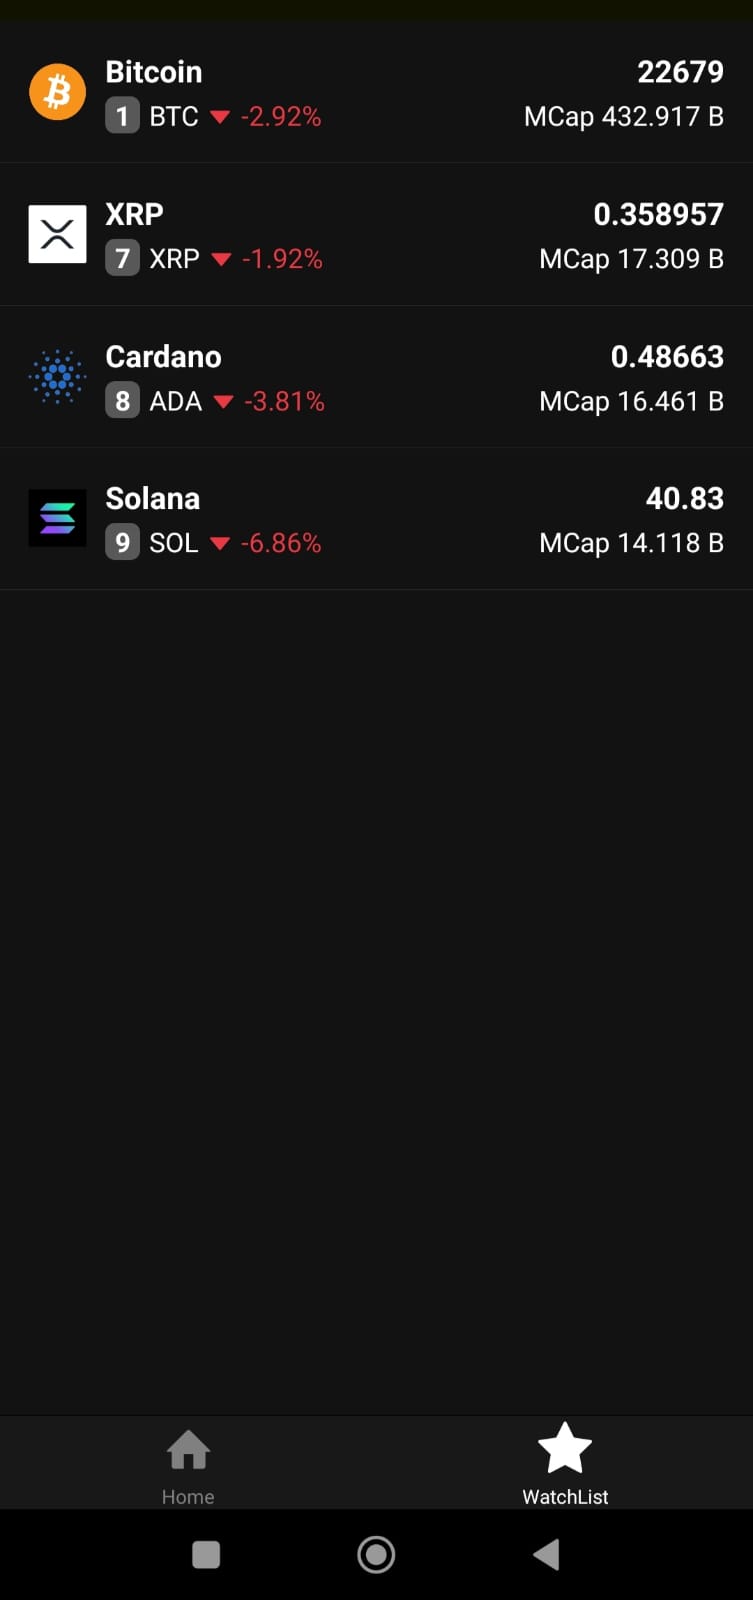 Bitcoin 22679
1 BTC -2.92% MCap 432.917 B
XRP 0.358957
7 XRP -1.92% MCap 17.309 B
Cardano 0.48663
8 ADA -3.81% MCap 16.461 B
Solana 40.83
9 SOL -6.86% MCap 14.118 B
Home WatchList